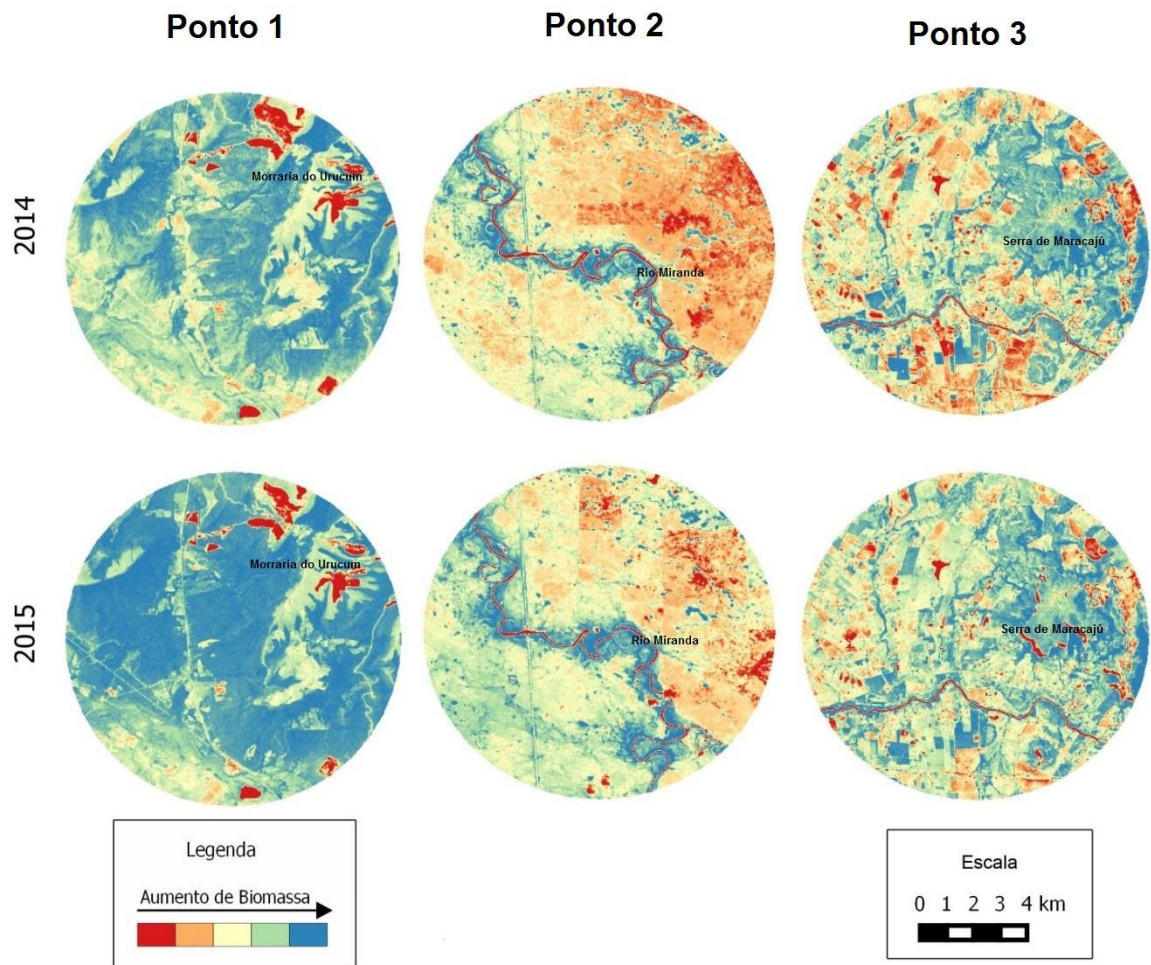 Ponto 1
Ponto 2
Ponto 3
2014
Morraria do Urucum
Rio Miranda
Serra de Maracajú
2015
Morraria do Urucum
Rio Miranda
Serra de Maracajú
Legenda
Aumento de Biomassa
Escala
0 1 2 3 4 km